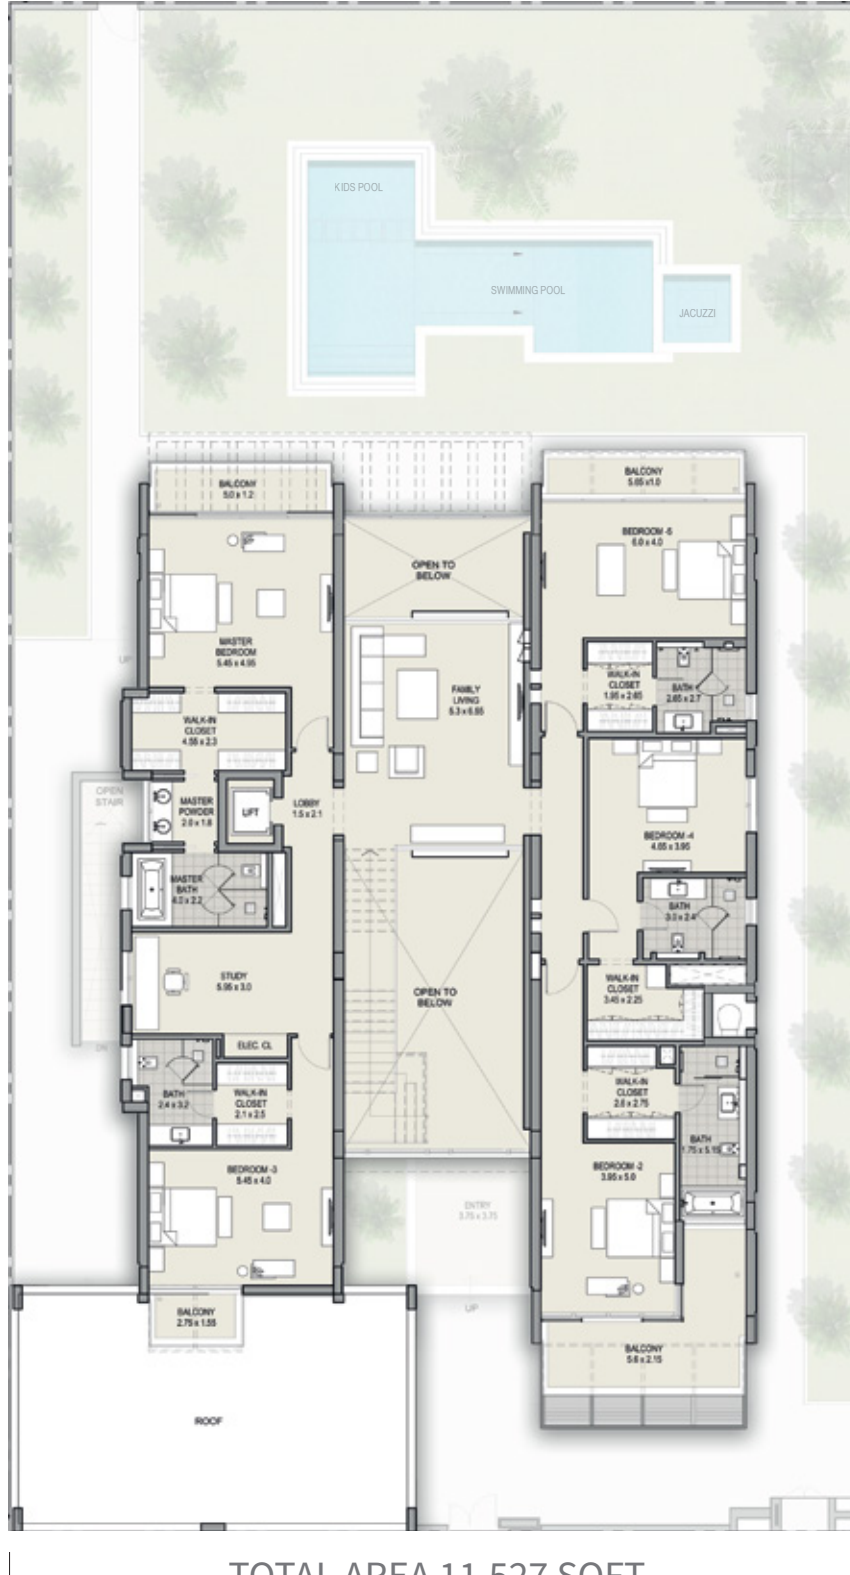 KIDS POOL
SWIMMING POOL
JACUZZI
BALCONY
5.0 x 1.2
BALCONY
5.65 x1.0
BEDROOM -5
6.0 x 4.0
OPEN TO
BELOW
MASTER
BEDROOM
5.45 x 4.95
UP
WALK-IN
CLOSET
1.95 x 2.65
BATH
2.65 x 2.7
FAMILY
LIVING
5.3 x 6.55
WALK-IN
CLOSET
4.55 x 2.3
OPEN
STAIR
MASTER
POWDER
2.0 x 1.8
LIFT
LOBBY
1.5 x 2.1
BEDROOM -4
4.65 x 3.95
MASTER
BATH
4.0 x 2.2
BATH
3.0 x 2.4
STUDY
5.95 x 3.0
OPEN TO
BELOW
WALK-IN
CLOSET
3.45 x 2.25
ELEC. CL
DN
BATH
2.4 x 3.2
WALK-IN
CLOSET
2.1 x 2.5
WALK-IN
CLOSET
2.6 x 2.75
BATH
1.75 x 5.15
BEDROOM -3
5.45 x 4.0
BEDROOM -2
3.95 x 5.0
ENTRY
3.75 x 3.75
UP
BALCONY
2.75 x 1.55
BALCONY
5.6 x 2.15
ROOF
TOTAL AREA 11,527 SQFT